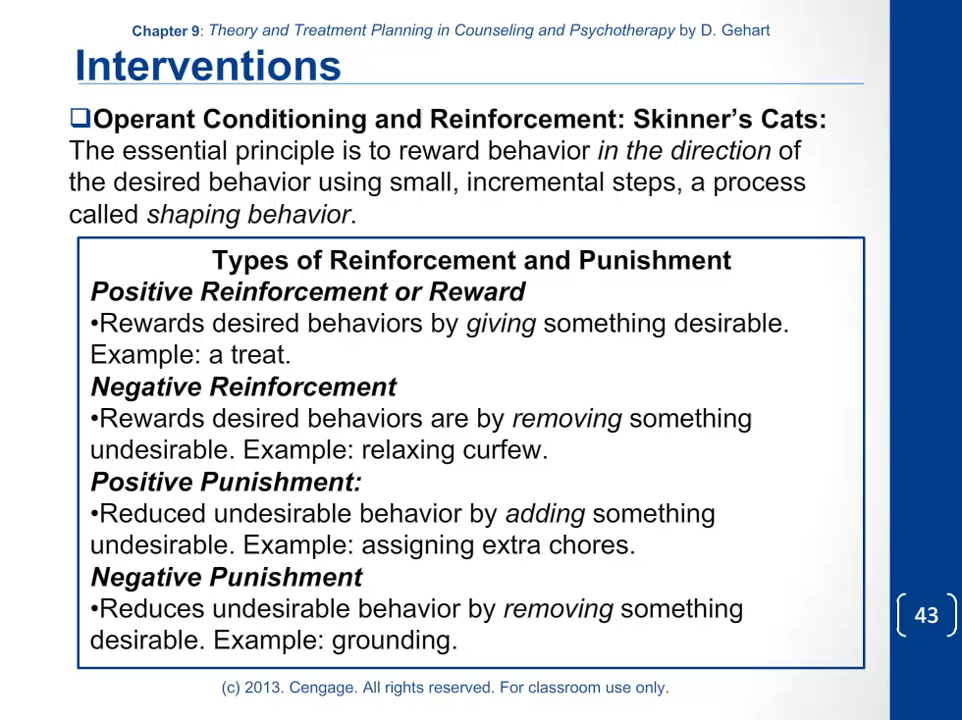 Chapter 9: Theory and Treatment Planning in Counseling and Psychotherapy by D. Gehart
Interventions
❑Operant Conditioning and Reinforcement: Skinner’s Cats:
The essential principle is to reward behavior in the direction of
the desired behavior using small, incremental steps, a process
called shaping behavior.
Types of Reinforcement and Punishment
Positive Reinforcement or Reward
•Rewards desired behaviors by giving something desirable.
Example: a treat.
Negative Reinforcement
•Rewards desired behaviors are by removing something
undesirable. Example: relaxing curfew.
Positive Punishment:
•Reduced undesirable behavior by adding something
undesirable. Example: assigning extra chores.
Negative Punishment
•Reduces undesirable behavior by removing something
desirable. Example: grounding.
43
(c) 2013. Cengage. All rights reserved. For classroom use only.